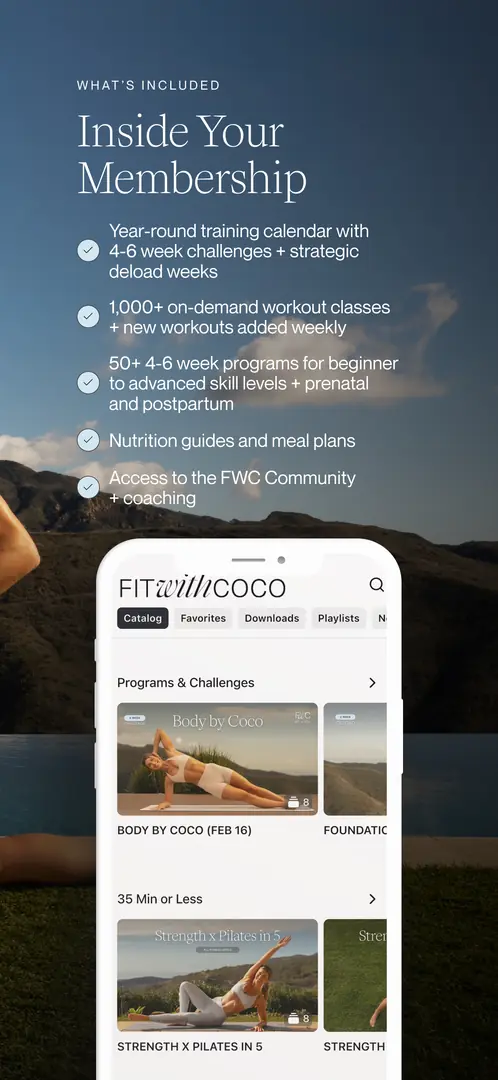 WHAT'S INCLUDED
Inside Your
Membership
Year-round training calendar with
4-6 week challenges + strategic
deload weeks
1,000+ on-demand workout classes
+ new workouts added weekly
50+ 4-6 week programs for beginner
to advanced skill levels + prenatal
and postpartum
Nutrition guides and meal plans
Access to the FWC Community
+ coaching
FITwithCOCO
Catalog Favorites Downloads Playlists N
Programs & Challenges
Body by Coco
8
BODY BY COCO (FEB 16)
FOUNDATIO
35 Min or Less
Strength x Pilates in 5
Stren
8
STRENGTH X PILATES IN 5
STRENGTH